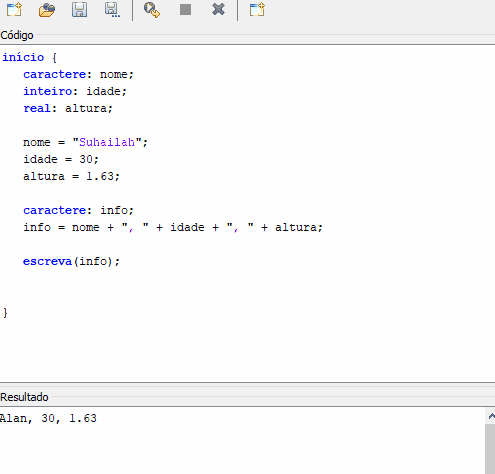 Código
início {
caractere: nome;
inteiro: idade;
real: altura;
nome = "Suhailah";
idade = 30;
altura = 1.63;
caractere: info;
info = nome + ", " + idade + ", " + altura;
escreva(info);
}
Resultado
Alan, 30, 1.63